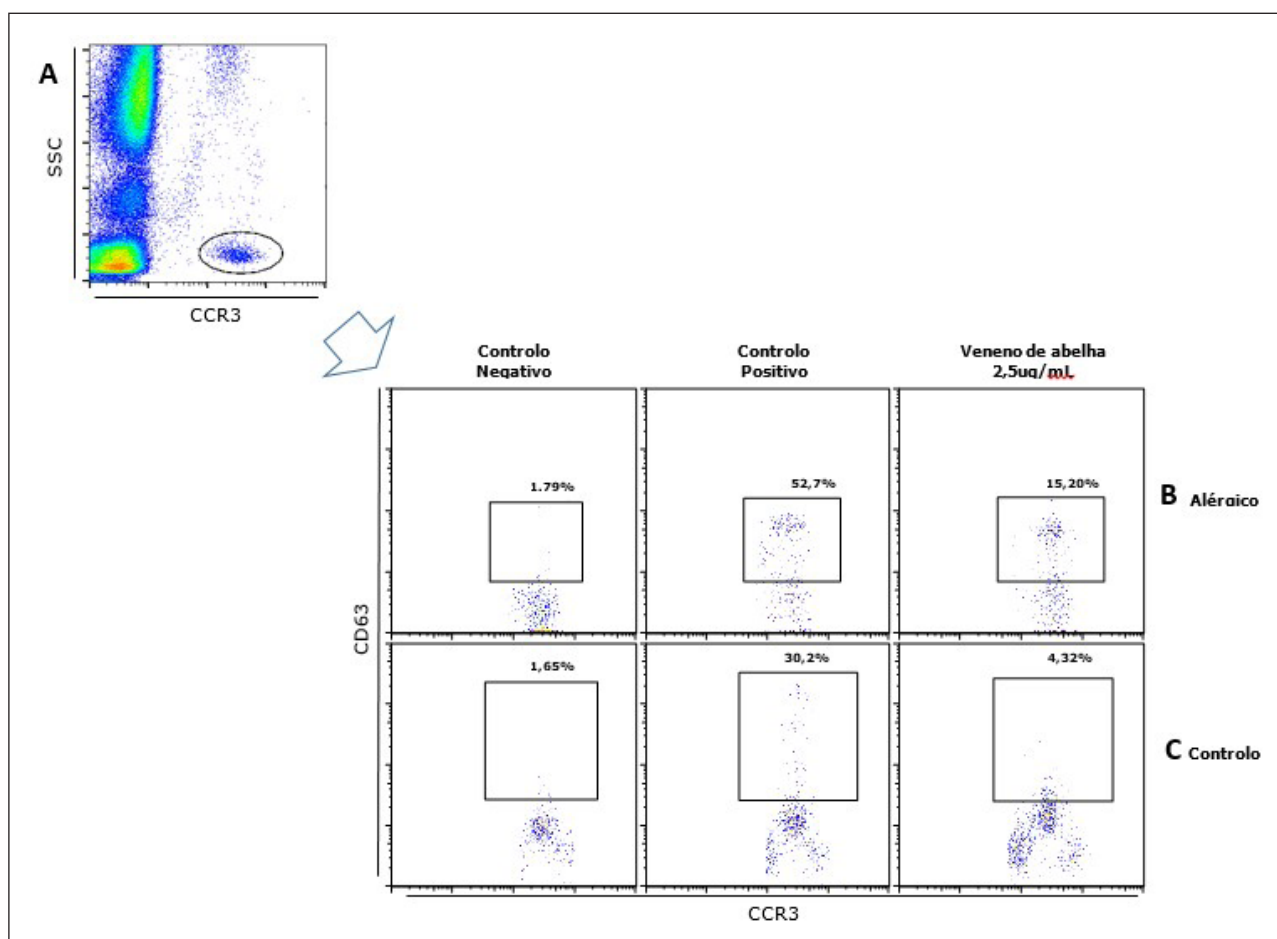 A
SSC
CCR3
Controlo
Negativo
Controlo
Positivo
Veneno de abelha
2,5ug/mL
CD63
1.79%
52,7%
15,20%
B Alérgico
1,65%
30,2%
4,32%
C Controlo
CCR3